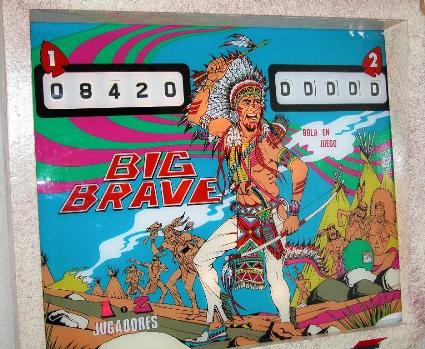 1
2
08420
00000
BOLA EN
JUEGO
BIG
BRAVE
1 o 2
JUGADORES